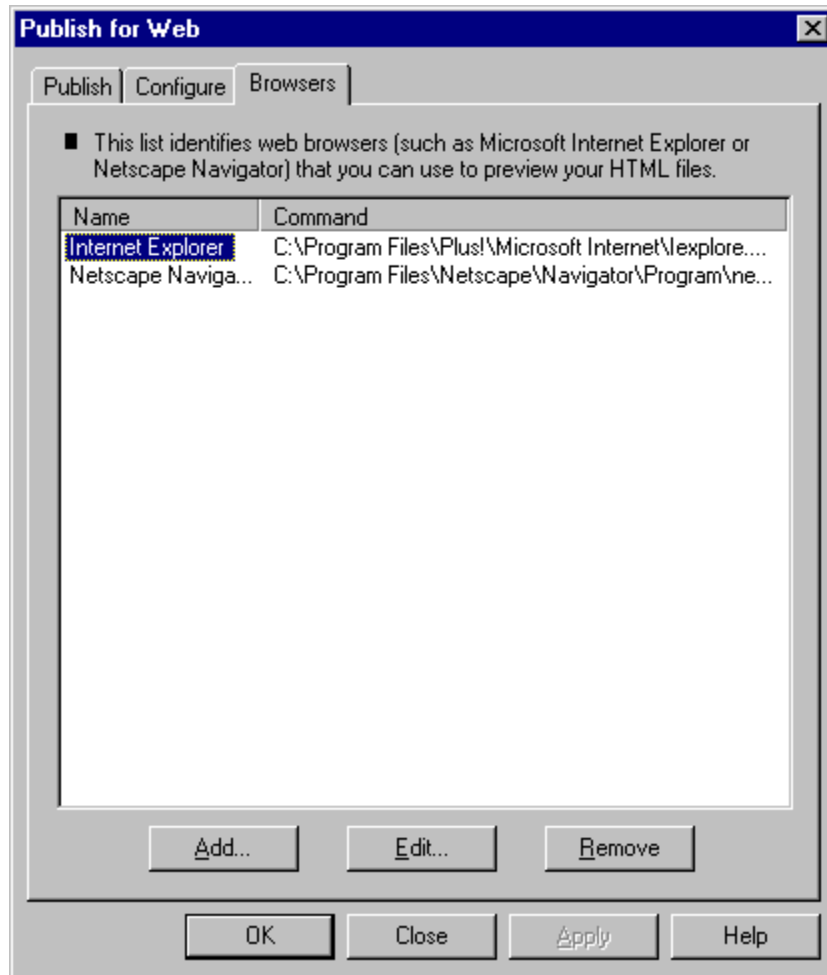 Publish for Web
Publish Configure Browsers
This list identifies web browsers (such as Microsoft Internet Explorer or
Netscape Navigator) that you can use to preview your HTML files.
Name Command
Internet Explorer C:\Program Files\Plus!\Microsoft Internet\Iexplore....
Netscape Naviga... C:\Program Files\Netscape\Navigator\Program\ne...
Add... Edit... Remove
OK Close Apply Help